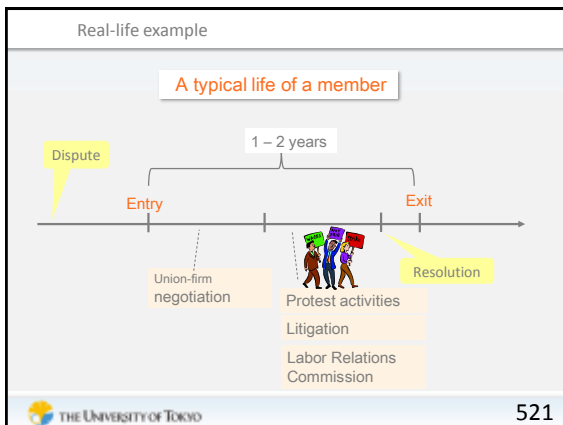 Real-life example
A typical life of a member
1 – 2 years
Dispute
Entry
Exit
Union-firm
negotiation
Resolution
Protest activities
Litigation
Labor Relations
Commission
THE UNIVERSITY OF TOKYO
521